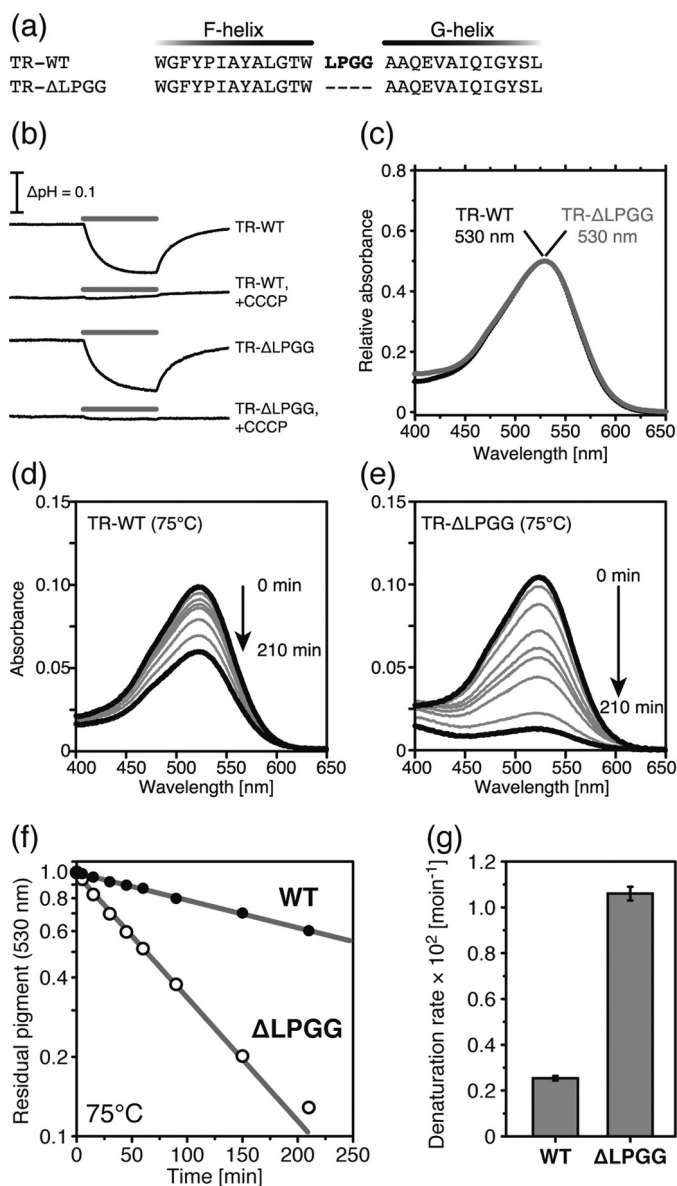 (a)
F-helix G-helix
TR-WT WGFYPIAYALGTW LPGG AAQEVAIQIGYSL
TR-ΔLPGG WGFYPIAYALGTW ---- AAQEVAIQIGYSL
(b)
ΔpH = 0.1
TR-WT
TR-WT,
+CCCP
TR-ΔLPGG
TR-ΔLPGG,
+CCCP
(c)
Relative absorbance
0.8
0.6
0.4
0.2
0
TR-WT TR-ΔLPGG
530 nm 530 nm
400 450 500 550 600 650
Wavelength [nm]
(d)
Absorbance
0.15
0.10
0.05
0
TR-WT (75°C)
0 min
210 min
400 450 500 550 600 650
Wavelength [nm]
(e)
0.15
0.10
0.05
0
TR-ΔLPGG (75°C)
0 min
210 min
400 450 500 550 600 650
Wavelength [nm]
(f)
Residual pigment (530 nm)
1.0
0.8
0.6
0.4
0.2
0.1
WT
ΔLPGG
75°C
0 50 100 150 200 250
Time [min]
(g)
Denaturation rate × 10² [moin⁻¹]
1.2
1.0
0.8
0.6
0.4
0.2
0
WT ΔLPGG